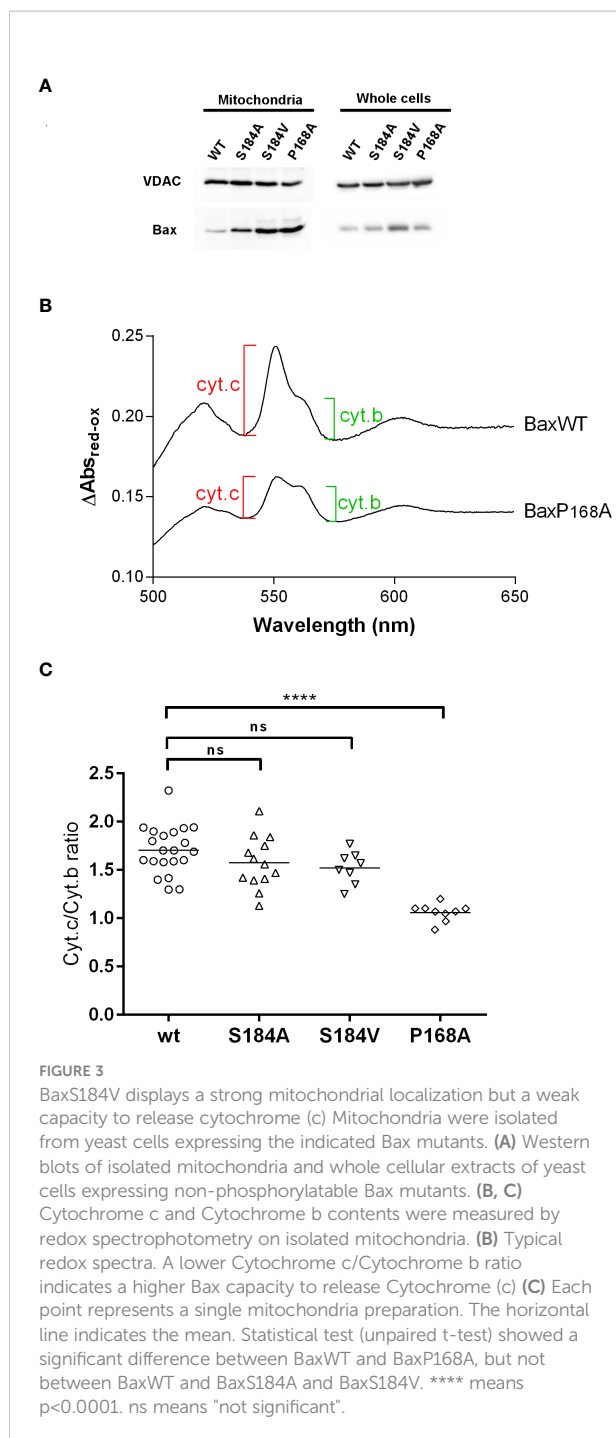 A
Mitochondria Whole cells
WT S184A S184V P168A WT S184A S184V P168A
VDAC
Bax
B
0.25
0.20
0.15
0.10
ΔAbsred-ox
cyt.c
cyt.b
BaxWT
cyt.c
cyt.b
BaxP168A
500 550 600 650
Wavelength (nm)
C
****
ns
ns
2.5
2.0
1.5
1.0
0.5
0.0
Cyt.c/Cyt.b ratio
wt S184A S184V P168A
FIGURE 3
BaxS184V displays a strong mitochondrial localization but a weak
capacity to release cytochrome (c) Mitochondria were isolated
from yeast cells expressing the indicated Bax mutants. (A) Western
blots of isolated mitochondria and whole cellular extracts of yeast
cells expressing non-phosphorylatable Bax mutants. (B, C)
Cytochrome c and Cytochrome b contents were measured by
redox spectrophotometry on isolated mitochondria. (B) Typical
redox spectra. A lower Cytochrome c/Cytochrome b ratio
indicates a higher Bax capacity to release Cytochrome (c) (C) Each
point represents a single mitochondria preparation. The horizontal
line indicates the mean. Statistical test (unpaired t-test) showed a
significant difference between BaxWT and BaxP168A, but not
between BaxWT and BaxS184A and BaxS184V. **** means
p<0.0001. ns means "not significant".